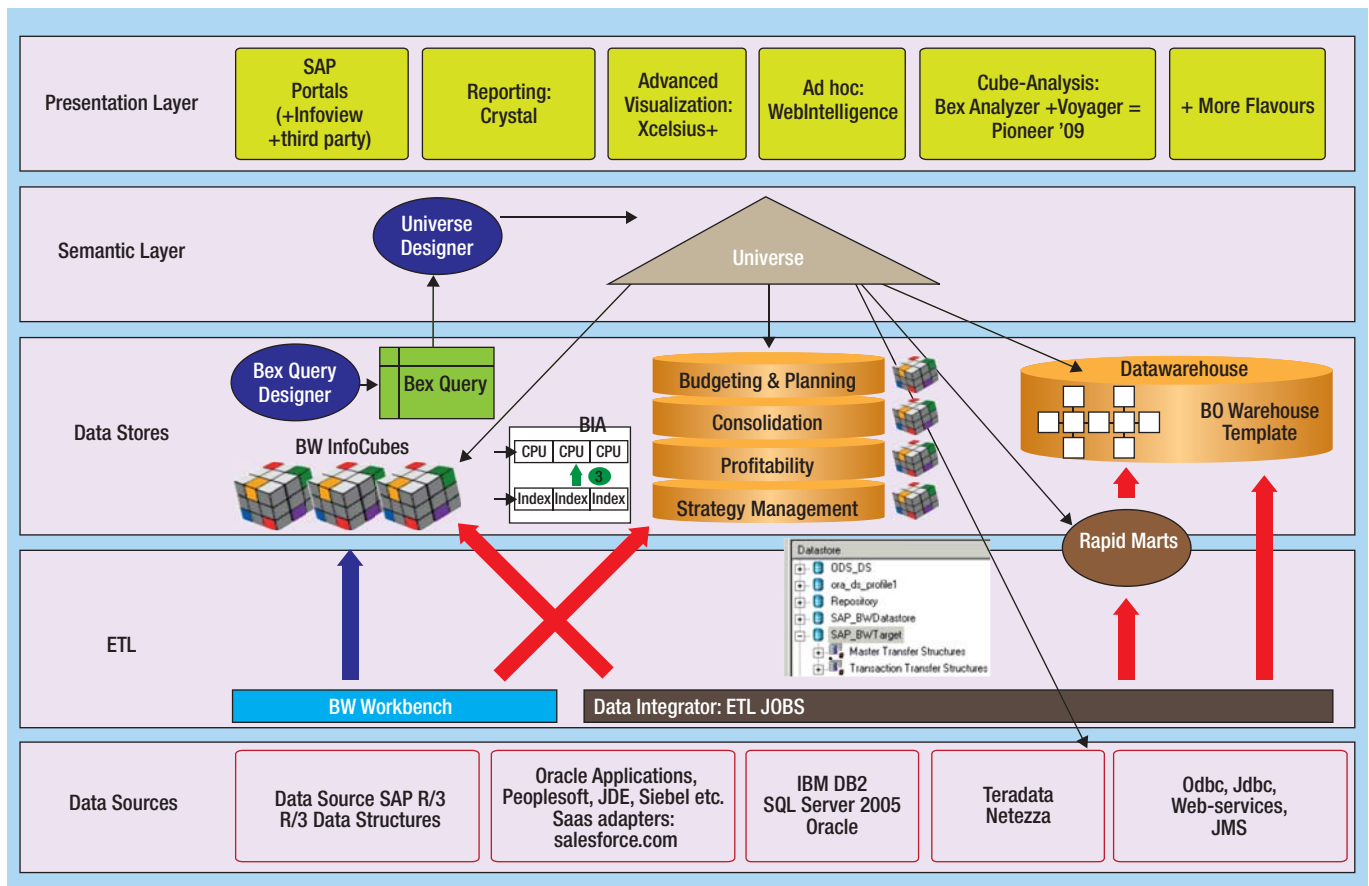 Presentation Layer
SAP
Portals
(+Infoview
+third party)
Reporting:
Crystal
Advanced
Visualization:
Xcelsius+
Ad hoc:
WebIntelligence
Cube-Analysis:
Bex Analyzer +Voyager =
Pioneer '09
+ More Flavours
Semantic Layer
Universe
Designer
Universe
Data Stores
Bex Query
Designer
Bex Query
BW InfoCubes
BIA
CPU CPU CPU
3
Index Index Index
Budgeting & Planning
Consolidation
Profitability
Strategy Management
Datawarehouse
BO Warehouse
Template
Rapid Marts
ETL
Datastore
ODS_DS
ora_ds_profile1
Repository
SAP_BWDatastore
SAP_BWTarget
Master Transfer Structures
Transaction Transfer Structures
BW Workbench
Data Integrator: ETL JOBS
Data Sources
Data Source SAP R/3
R/3 Data Structures
Oracle Applications,
Peoplesoft, JDE, Siebel etc.
Saas adapters:
salesforce.com
IBM DB2
SQL Server 2005
Oracle
Teradata
Netezza
Odbc, Jdbc,
Web-services,
JMS